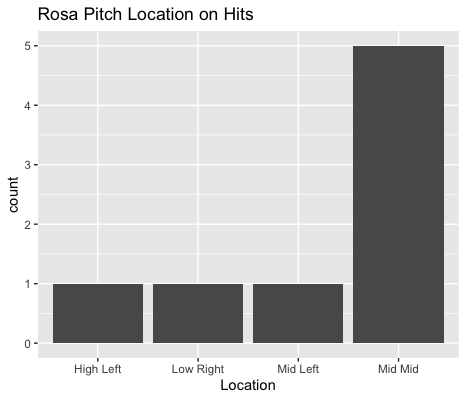 Rosa Pitch Location on Hits
count
5
4
3
2
1
0
High Left Low Right Mid Left Mid Mid
Location